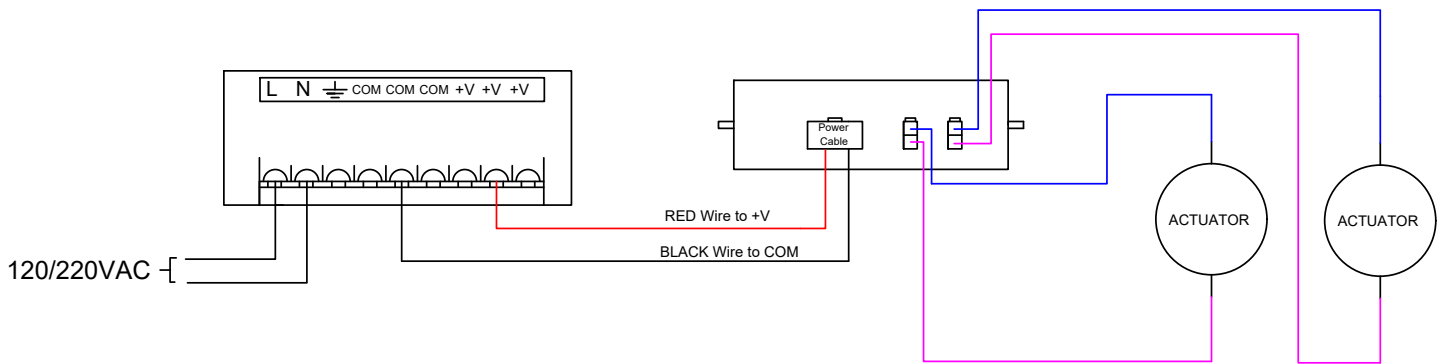 L N COM COM COM +V +V +V
Power
Cable
ACTUATOR
ACTUATOR
RED Wire to +V
BLACK Wire to COM
120/220VAC